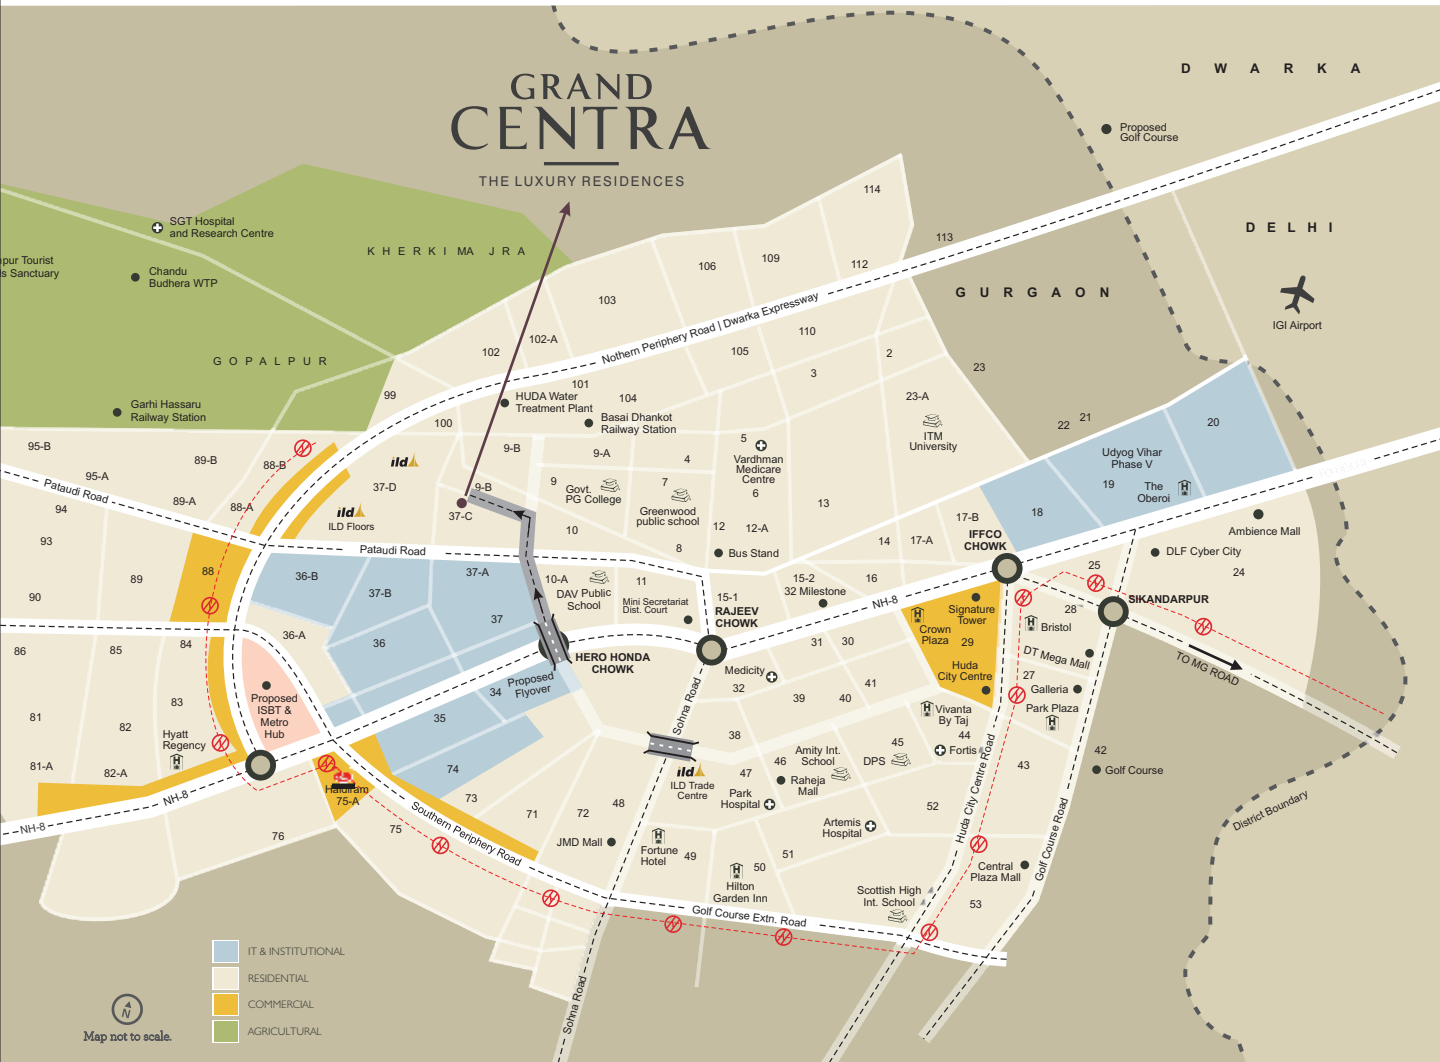 DWARKA
GRAND
CENTRA
THE LUXURY RESIDENCES
Proposed
Golf Course
114
SGT Hospital
and Research Centre
KHERKI MAJRA
113
DELHI
106
109
112
pur Tourist
ls Sanctuary
Chandu
Budhera WTP
GURGAON
103
IGI Airport
Nothern Periphery Road | Dwarka Expressway
102-A
110
102
105
2
GOPALPUR
3
23
101
99
HUDA Water
Treatment Plant
104
23-A
Garhi Hassaru
Railway Station
Basai Dhankot
Railway Station
100
22
21
20
ITM
University
95-B
9-B
9-A
4
5
Vardhman
Medicare
Centre
Udyog Vihar
Phase V
89-B
88-B
ild
95-A
37-D
9-B
9
Govt.
PG College
7
6
19
The
Oberoi
Pataudi Road
94
89-A
88-A
ild
ILD Floors
37-C
Greenwood
public school
13
18
17-B
12
12-A
10
IFFCO
CHOWK
Ambience Mall
93
Pataudi Road
8
Bus Stand
14
17-A
DLF Cyber City
88
36-B
37-A
10-A
11
15-2
16
25
24
89
DAV Public
School
32 Milestone
90
37-B
Mini Secretariat
Dist. Court
15-1
RAJEEV
CHOWK
NH-8
Signature
Tower
28
SIKANDARPUR
37
36-A
36
Crown
Plaza
29
Bristol
86
85
84
HERO HONDA
CHOWK
31
30
DT Mega Mall
TO MG ROAD
Medicity
Huda
City Centre
27
Galleria
Proposed
Flyover
34
32
39
40
41
Proposed
ISBT &
Metro
Hub
83
35
Sohna Road
Vivanta
By Taj
Park Plaza
81
82
Hyatt
Regency
38
44
45
Fortis
42
81-A
82-A
74
ild
ILD Trade
Centre
47
46
Amity Int.
School
DPS
43
Golf Course
Raheja
Mall
Haldiram
75-A
NH-8
73
71
72
48
Park
Hospital
52
Huda City Centre Road
District Boundary
NH-8
76
75
Southern Periphery Road
JMD Mall
Artemis
Hospital
Fortune
Hotel
49
50
51
Golf Course Road
Central
Plaza Mall
Hilton
Garden Inn
Scottish High
Int. School
53
Golf Course Extn. Road
Sohna Road
IT & INSTITUTIONAL
RESIDENTIAL
COMMERCIAL
AGRICULTURAL
N
Map not to scale.